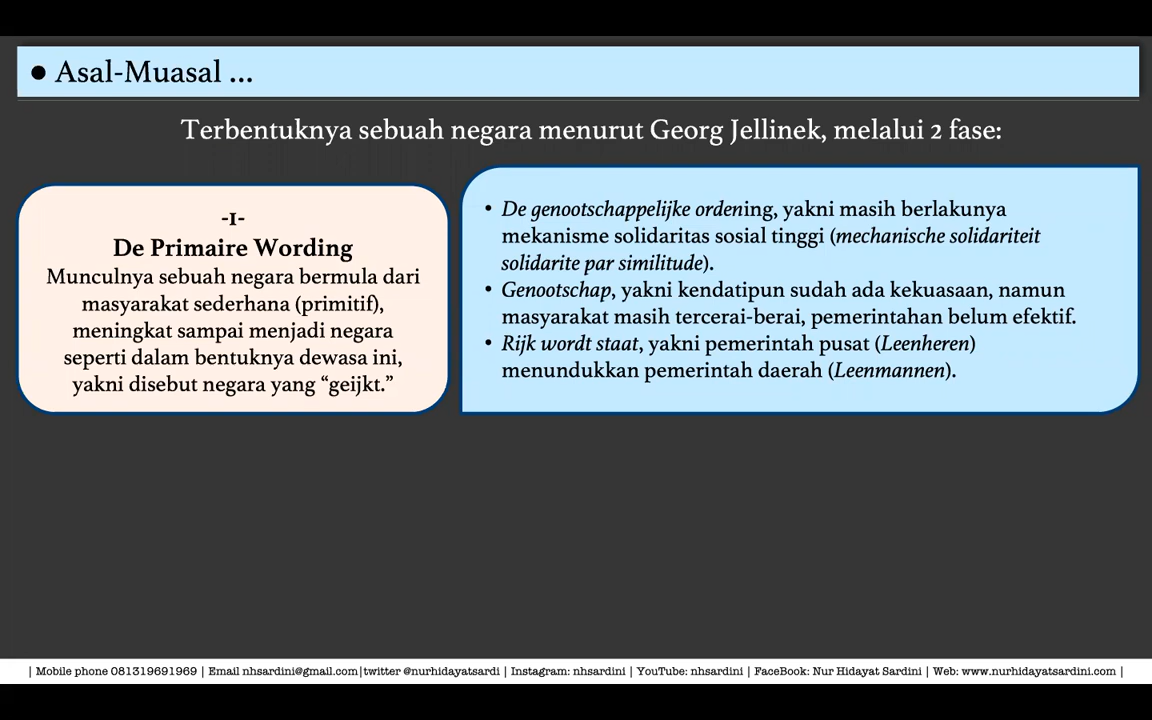 ● Asal-Muasal ...
Terbentuknya sebuah negara menurut Georg Jellinek, melalui 2 fase:
-1-
De Primaire Wording
Munculnya sebuah negara bermula dari
masyarakat sederhana (primitif),
meningkat sampai menjadi negara
seperti dalam bentuknya dewasa ini,
yakni disebut negara yang “geijkt.”
• De genootschappelijke ordening, yakni masih berlakunya
mekanisme solidaritas sosial tinggi (mechanische solidariteit
solidarite par similitude).
• Genootschap, yakni kendatipun sudah ada kekuasaan, namun
masyarakat masih tercerai-berai, pemerintahan belum efektif.
• Rijk wordt staat, yakni pemerintah pusat (Leenheren)
menundukkan pemerintah daerah (Leenmannen).
| Mobile phone 081319691969 | Email nhsardini@gmail.com|twitter @nurhidayatsardi | Instagram: nhsardini | YouTube: nhsardini | FaceBook: Nur Hidayat Sardini | Web: www.nurhidayatsardini.com |